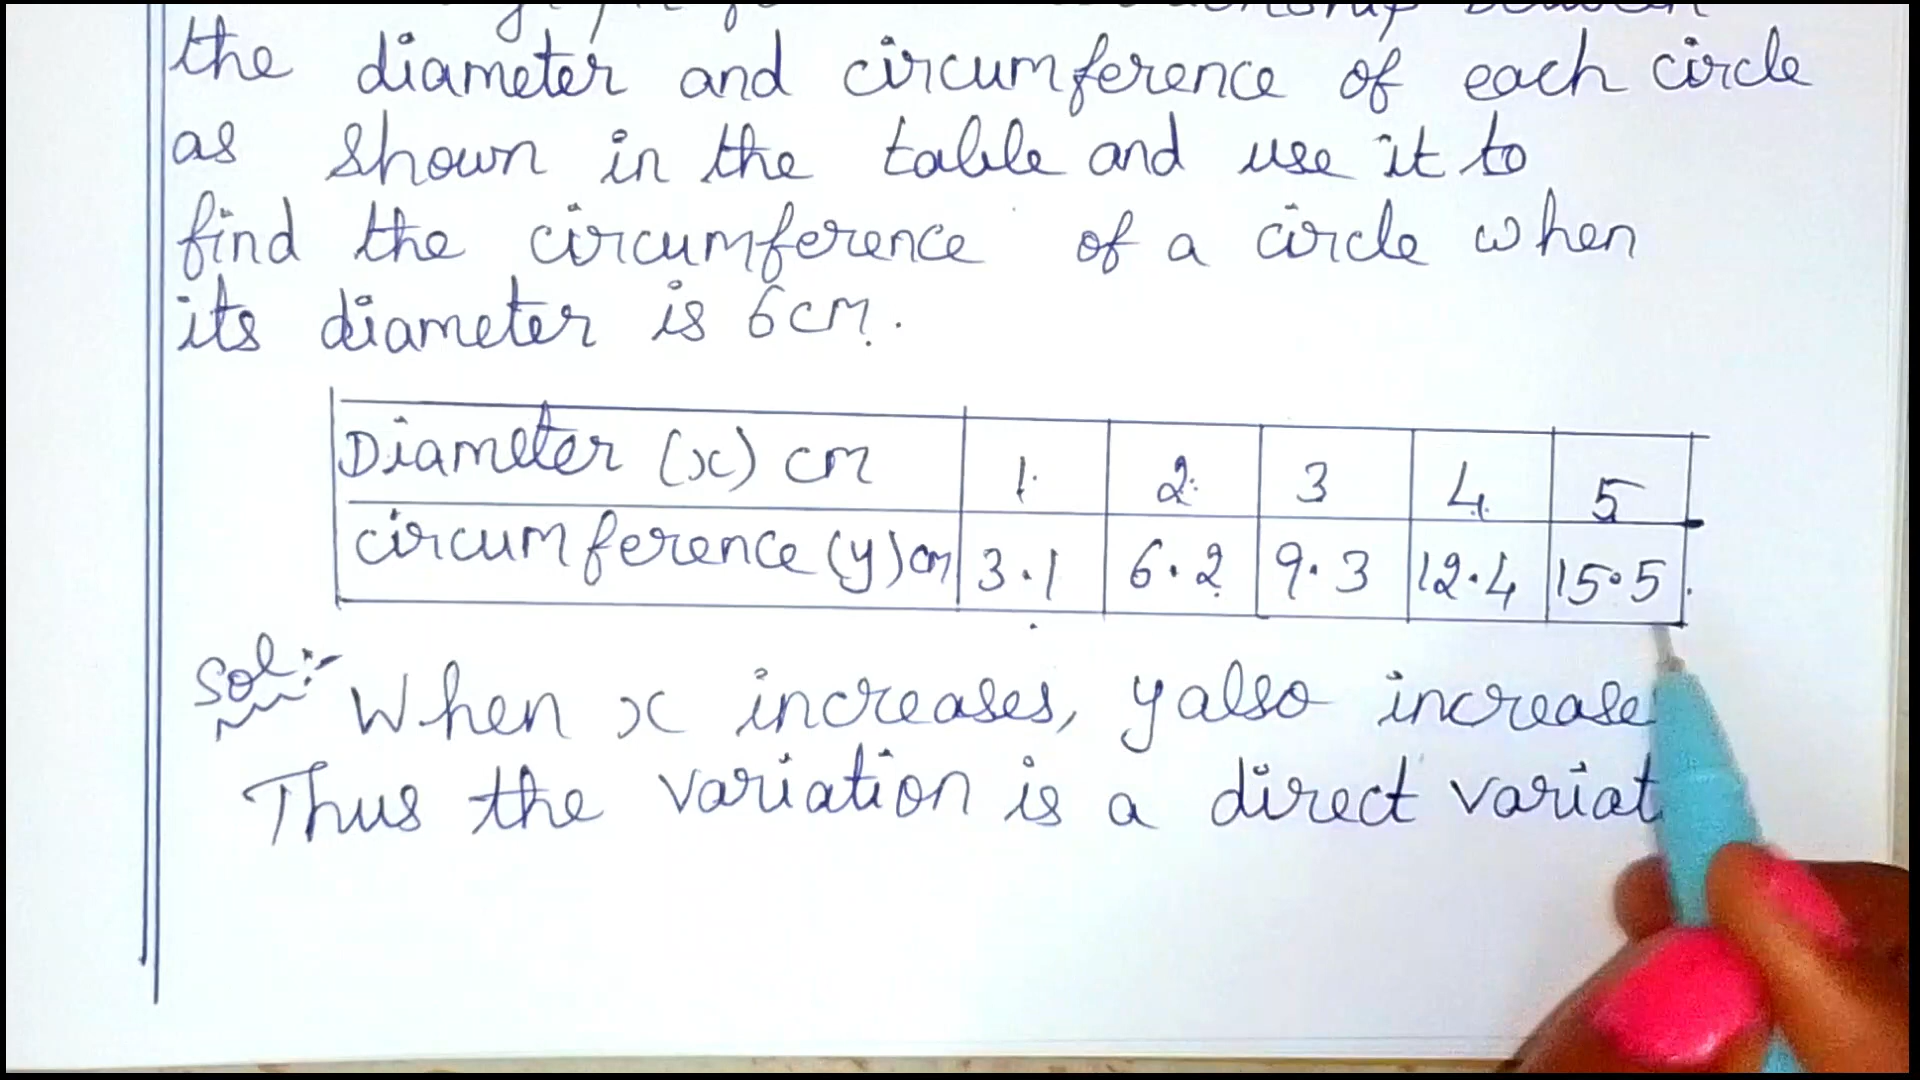 the diameter and circumference of each circle
as shown in the table and use it to
find the circumference of a circle when
its diameter is 6cm.
Diameter (x) cm 1 2 3 4 5
circumference (y) cm 3.1 6.2 9.3 12.4 15.5
Sol:- When x increases, y also increase
Thus the variation is a direct variat